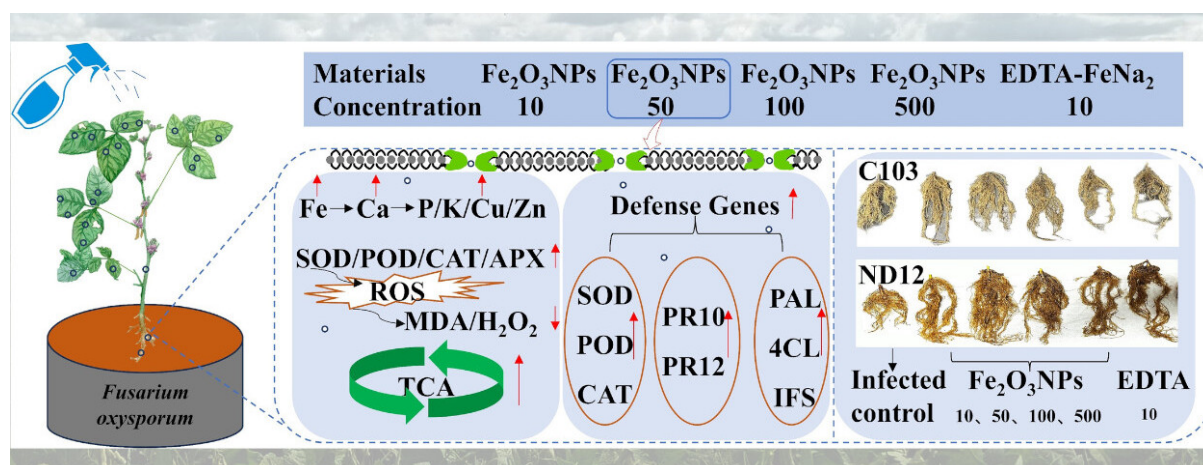 Materials Fe₂O₃NPs Fe₂O₃NPs Fe₂O₃NPs Fe₂O₃NPs EDTA-FeNa₂
Concentration 10 50 100 500 10
Fe→Ca→P/K/Cu/Zn
SOD/POD/CAT/APX
ROS
MDA/H₂O₂
TCA
Defense Genes
SOD
POD
CAT
PR10
PR12
PAL
4CL
IFS
C103
ND12
Infected
control
Fe₂O₃NPs
10、50、100、500
EDTA
10
Fusarium
oxysporum